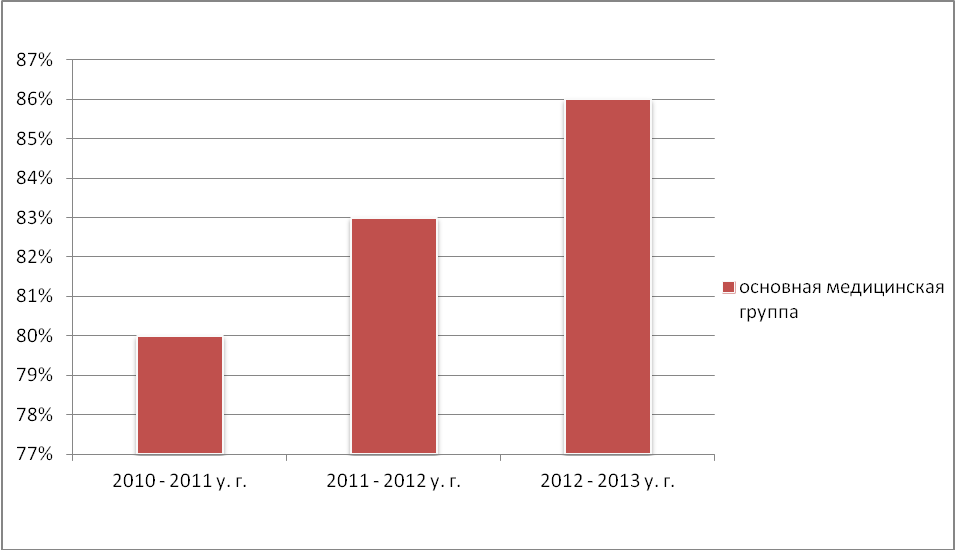 87%
86%
85%
84%
83%
82%
81%
80%
79%
78%
77%
2010 - 2011 у. г.
2011 - 2012 у. г.
2012 - 2013 у. г.
основная медицинская
группа